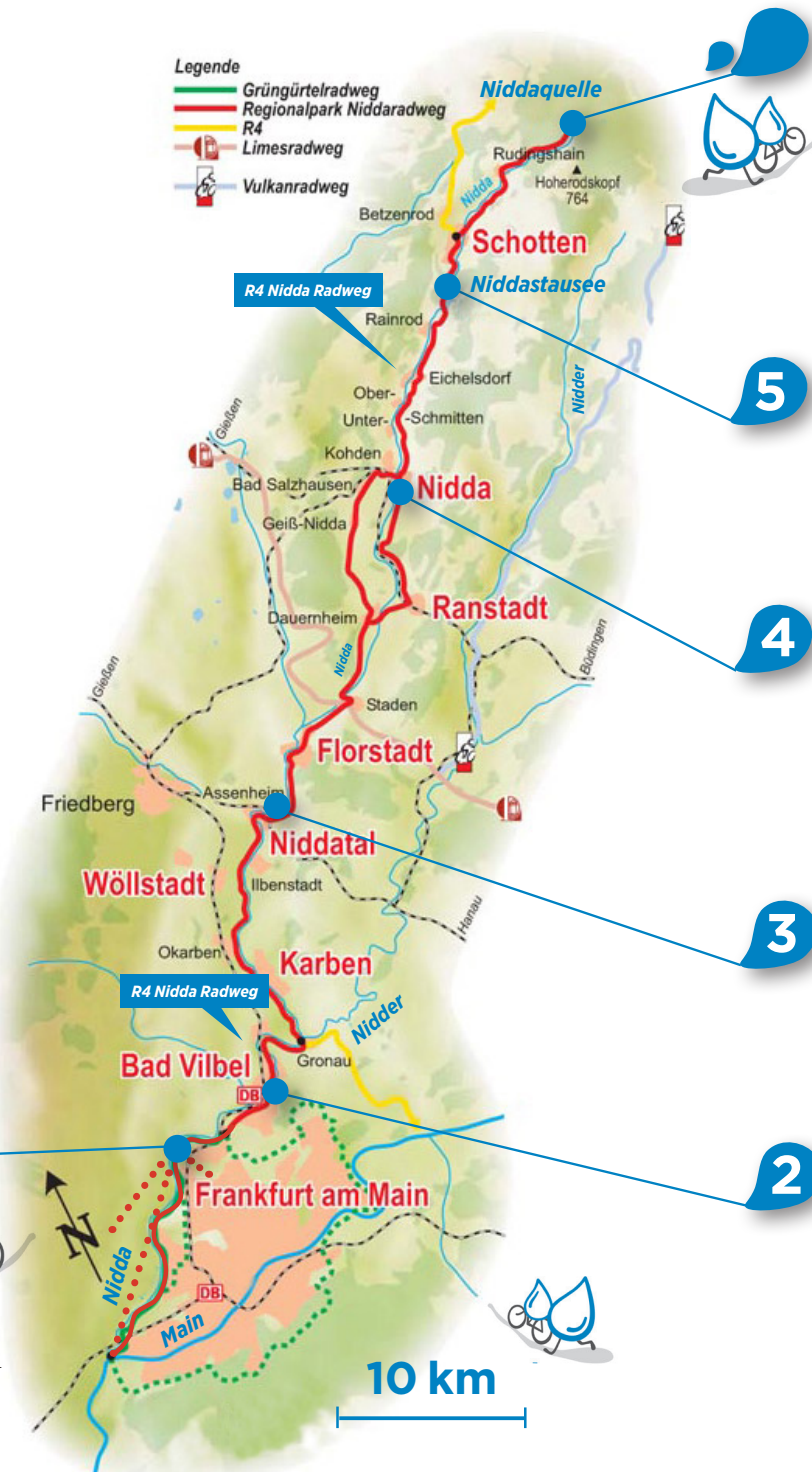 Legende
Grüngürtelradweg
Regionalpark Niddaradweg
R4
Limesradweg
Vulkanradweg
Niddaquelle
Rudingshain
Hoherodskopf
764
Nidda
Betzenrod
Schotten
Niddastausee
R4 Nidda Radweg
Rainrod
5
Eichelsdorf
Ober-
Unter-
-Schmitten
Nidder
Gießen
Kohden
Bad Salzhausen
Nidda
Geiß-Nidda
Ranstadt
Dauernheim
4
Nidda
Büdingen
Gießen
Staden
Florstadt
Friedberg
Assenheim
Niddatal
Wöllstadt
Ilbenstadt
Hanau
3
Okarben
Karben
R4 Nidda Radweg
Nidder
Gronau
Bad Vilbel
DB
2
Frankfurt am Main
N
Nidda
DB
Main
10 km